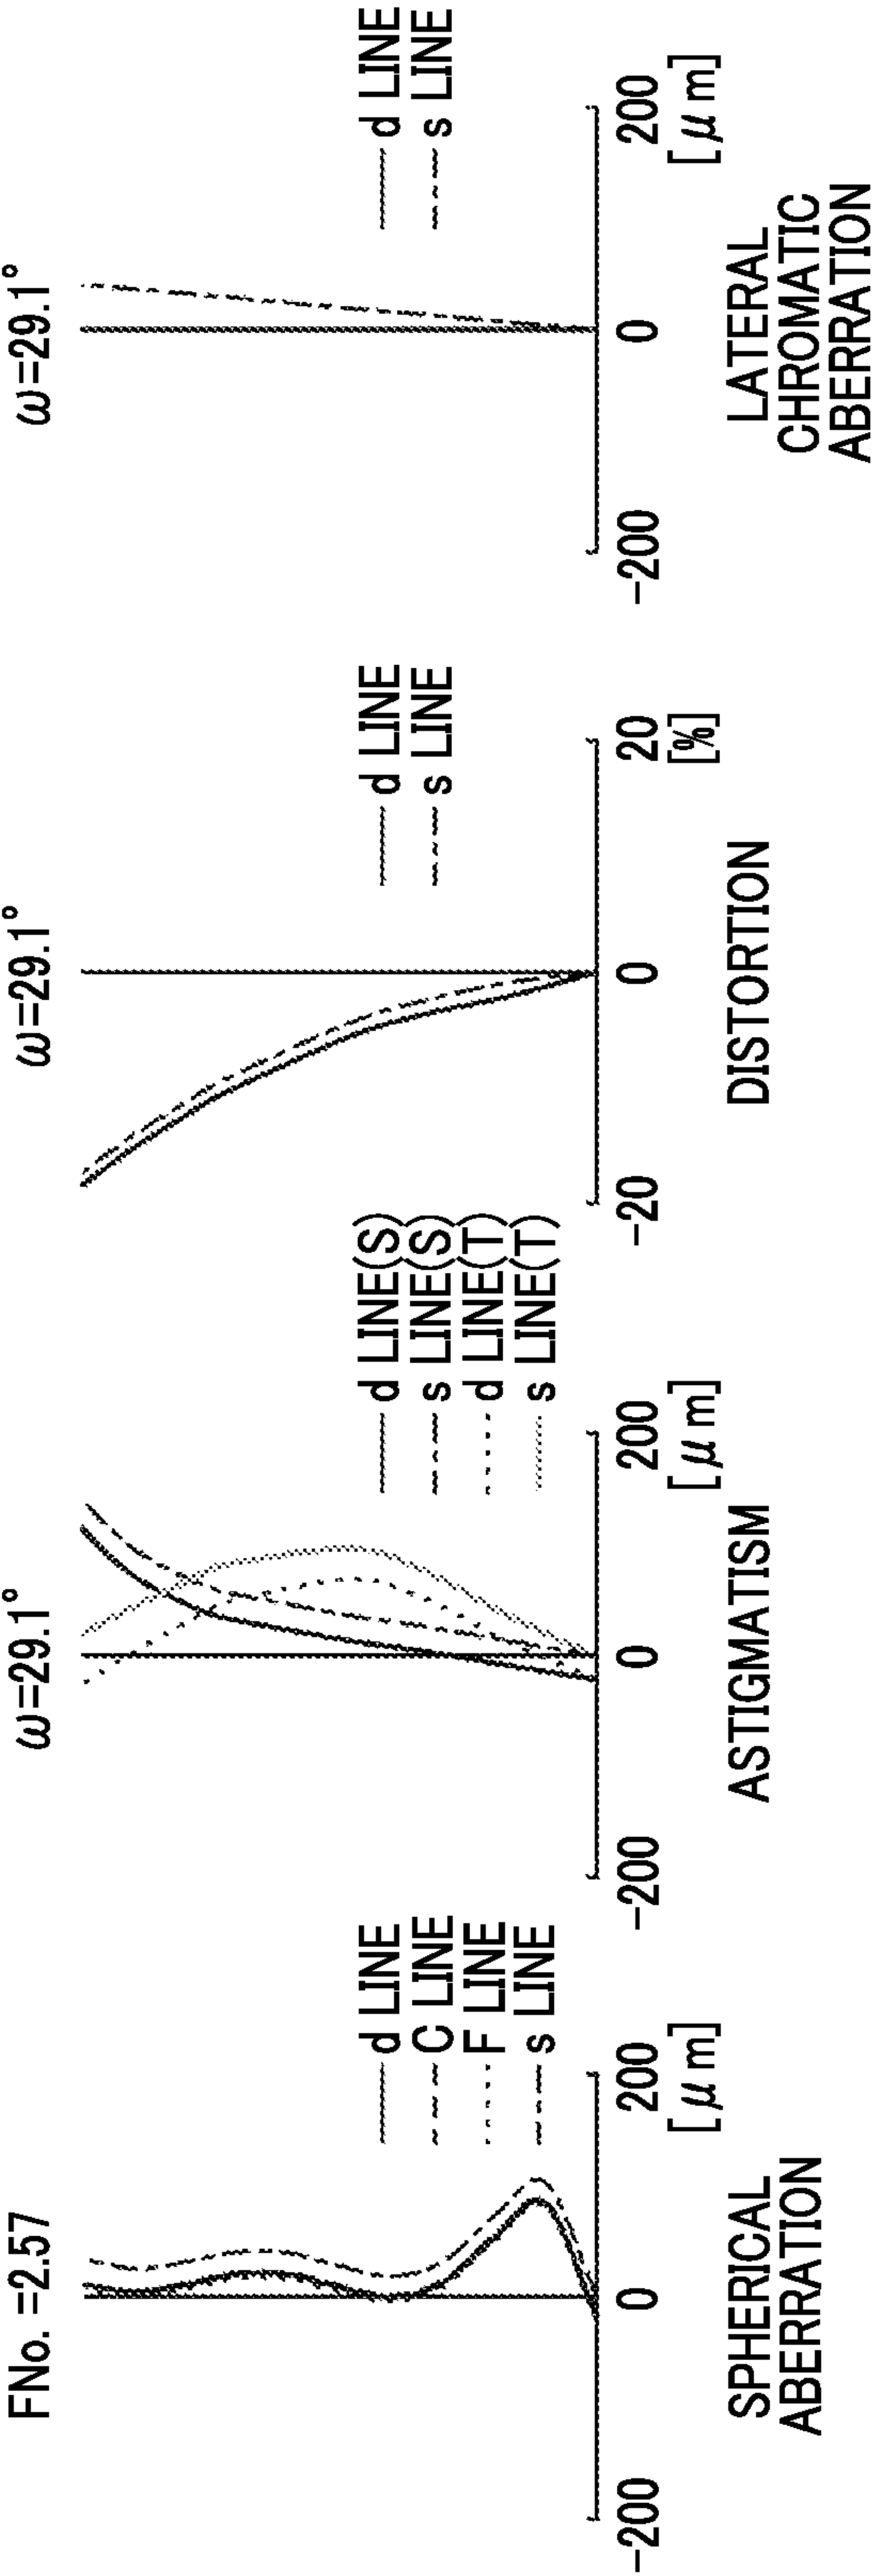 FNo. =2.57
d LINE
C LINE
F LINE
s LINE
-200
0
200
[μm]
SPHERICAL
ABERRATION
ω=29.1°
d LINE(S)
s LINE(S)
d LINE(T)
s LINE(T)
-200
0
200
[μm]
ASTIGMATISM
ω=29.1°
d LINE
s LINE
-20
0
20
[%]
DISTORTION
ω=29.1°
d LINE
s LINE
-200
0
200
[μm]
LATERAL
CHROMATIC
ABERRATION